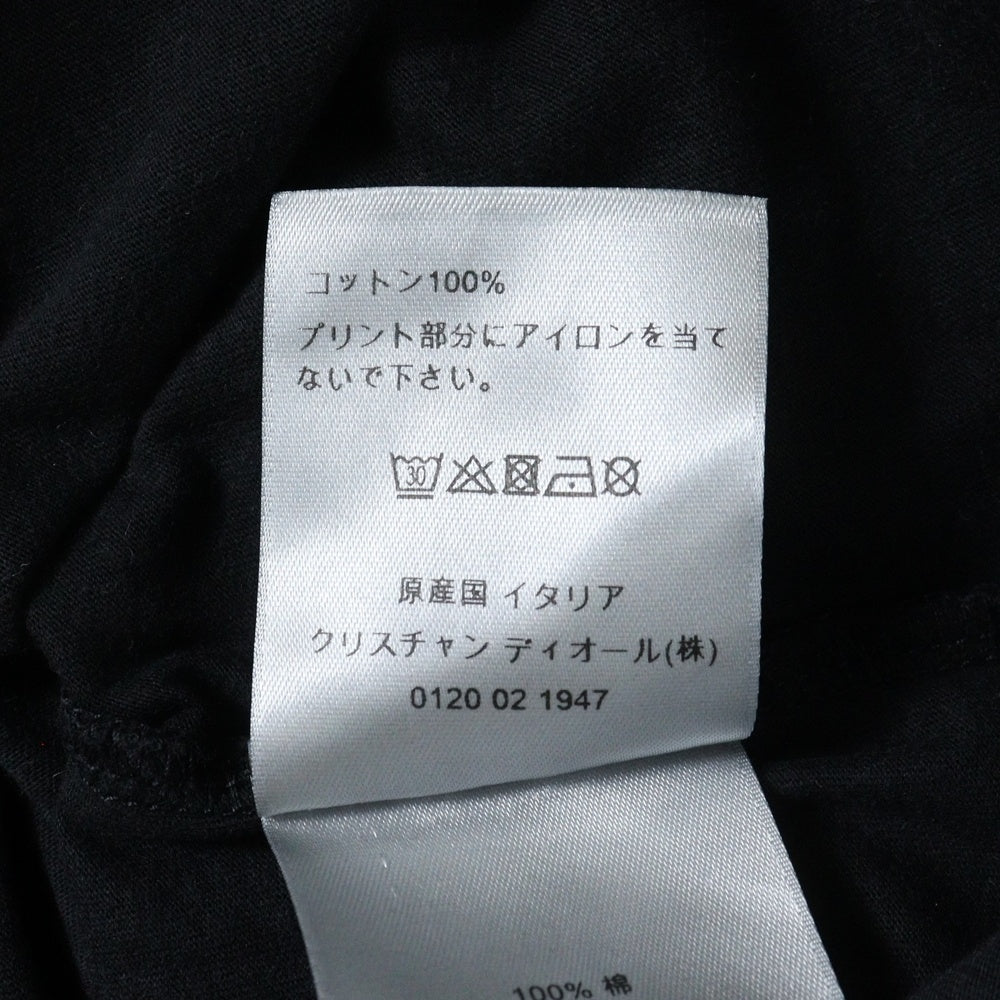 コットン100%
プリント部分にアイロンを当て
ないで下さい。
30
原産国 イタリア
クリスチャン ディオール(株)
0120 02 1947
100% 棉